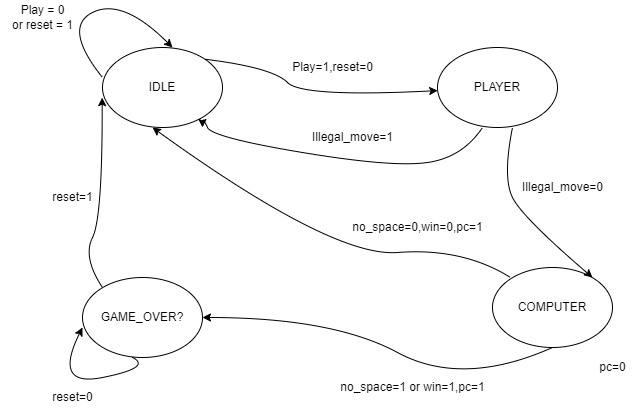 Play = 0
or reset = 1
IDLE
Play=1,reset=0
PLAYER
Illegal_move=1
Illegal_move=0
reset=1
no_space=0,win=0,pc=1
GAME_OVER?
COMPUTER
pc=0
no_space=1 or win=1,pc=1
reset=0